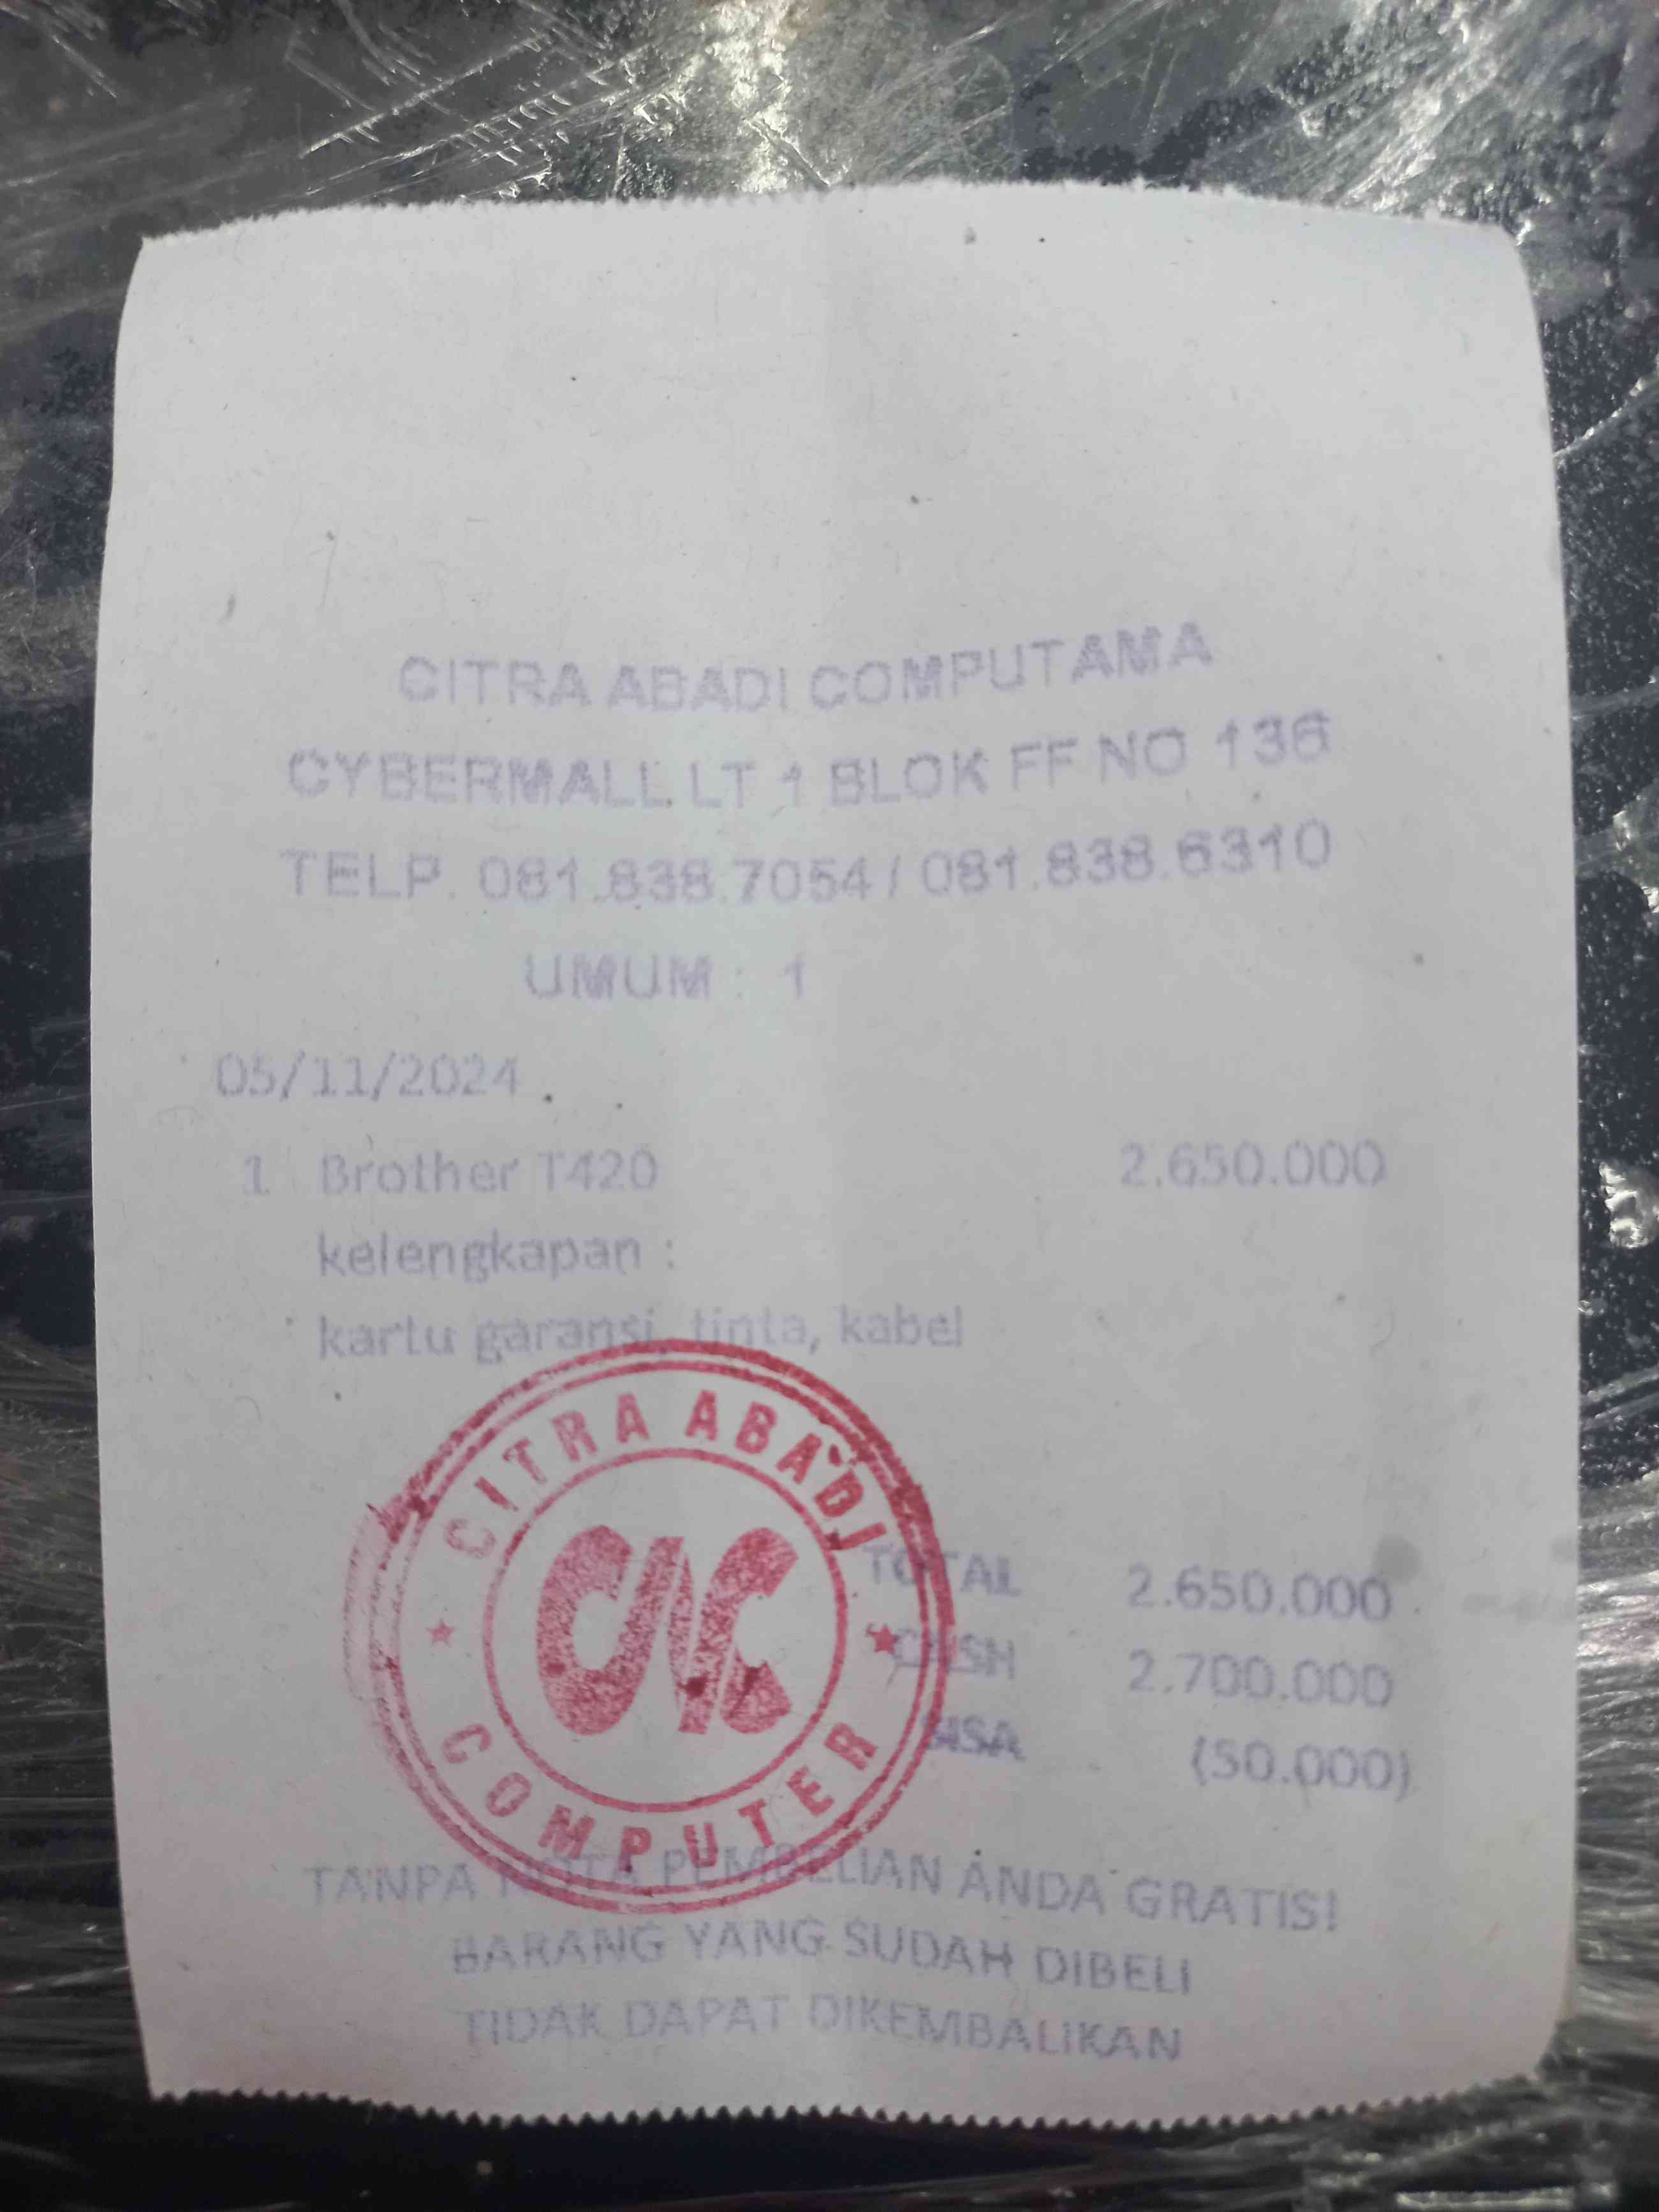 CITRA ABADI COMPUTAMA
CYBERMALL LT 1 BLOK FF NO 136
TELP. 081.838.7054 / 081.838.6310
UMUM : 1
05/11/2024
1 Brother T420 2.650.000
kelengkapan :
kartu garansi, tinta, kabel
CITRA ABADI
CAC
COMPUTER
TOTAL 2.650.000
CASH 2.700.000
SISA (50.000)
TANPA NOTA PEMBELIAN ANDA GRATIS!
BARANG YANG SUDAH DIBELI
TIDAK DAPAT DIKEMBALIKAN